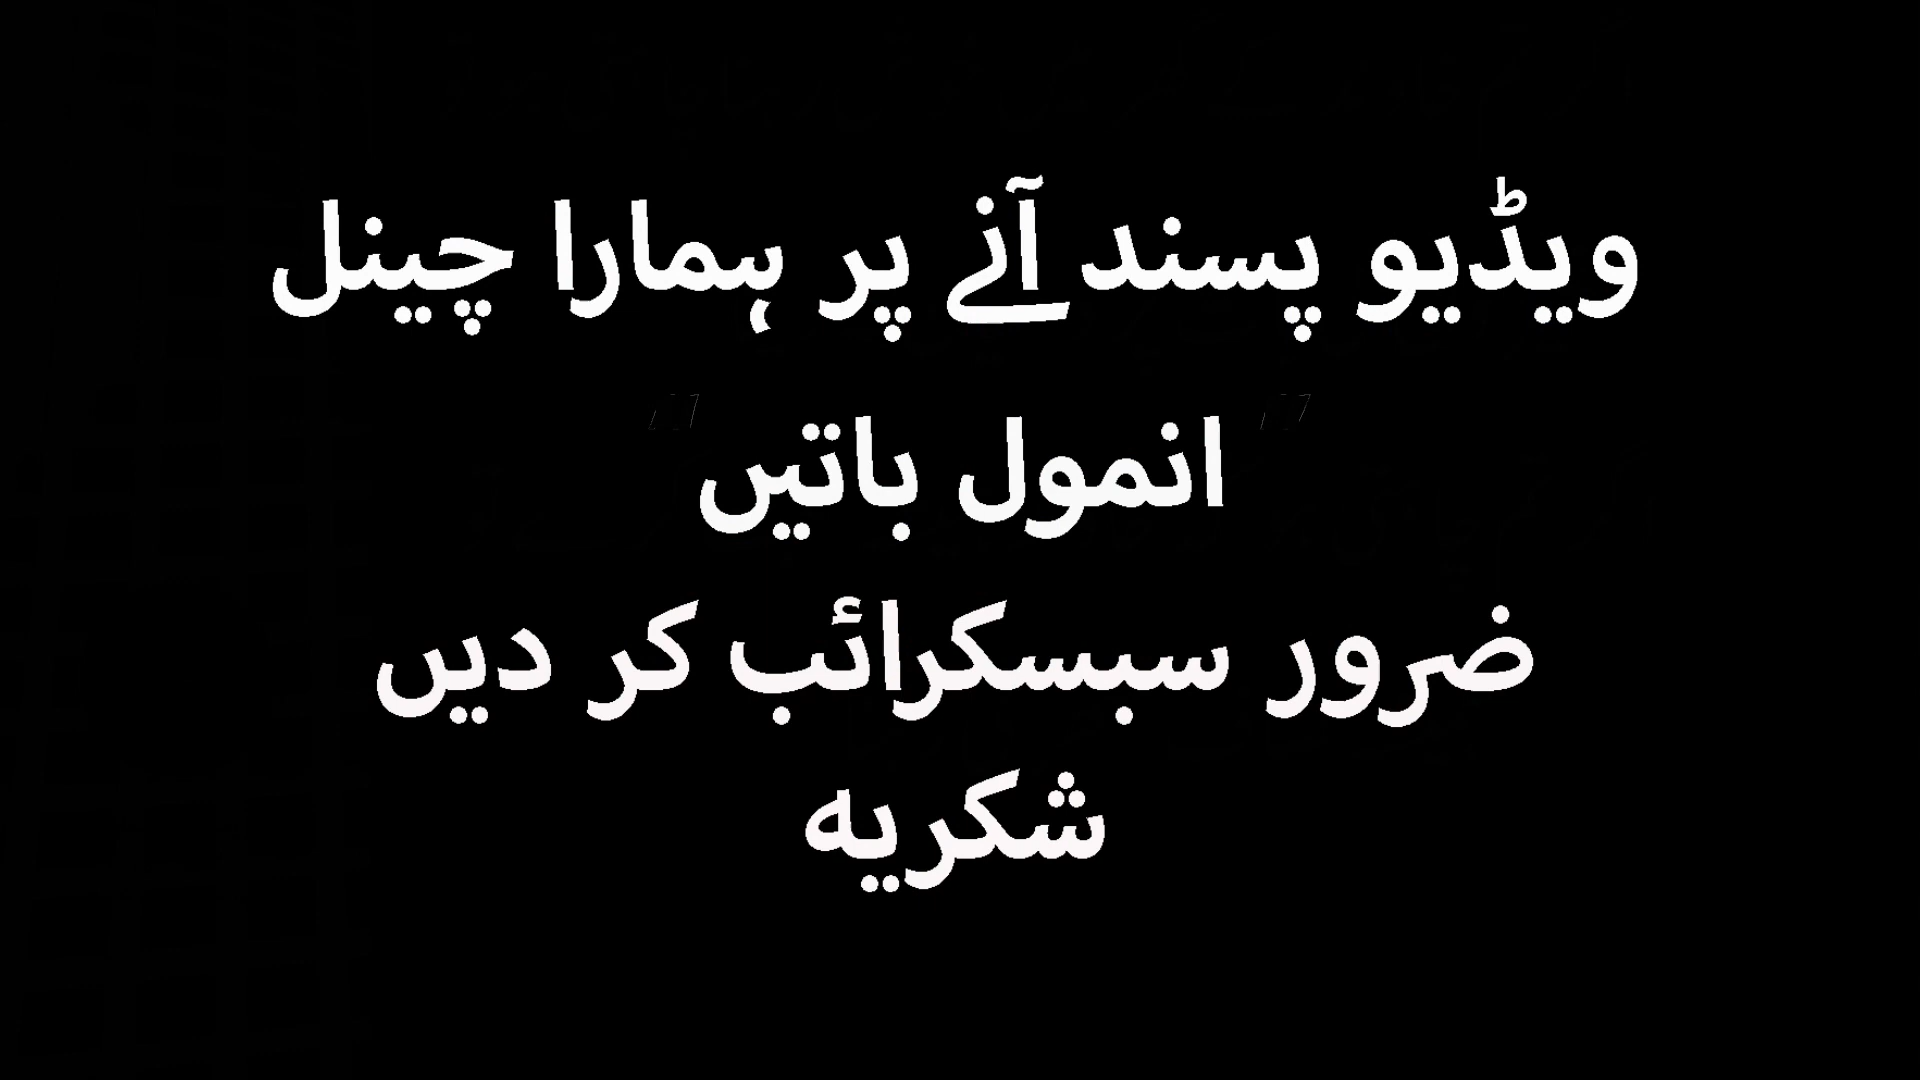 ویڈیو پسند آنے پر ہمارا چینل
" انمول باتیں "
ضرور سبسکرائب کر دیں
شکریہ